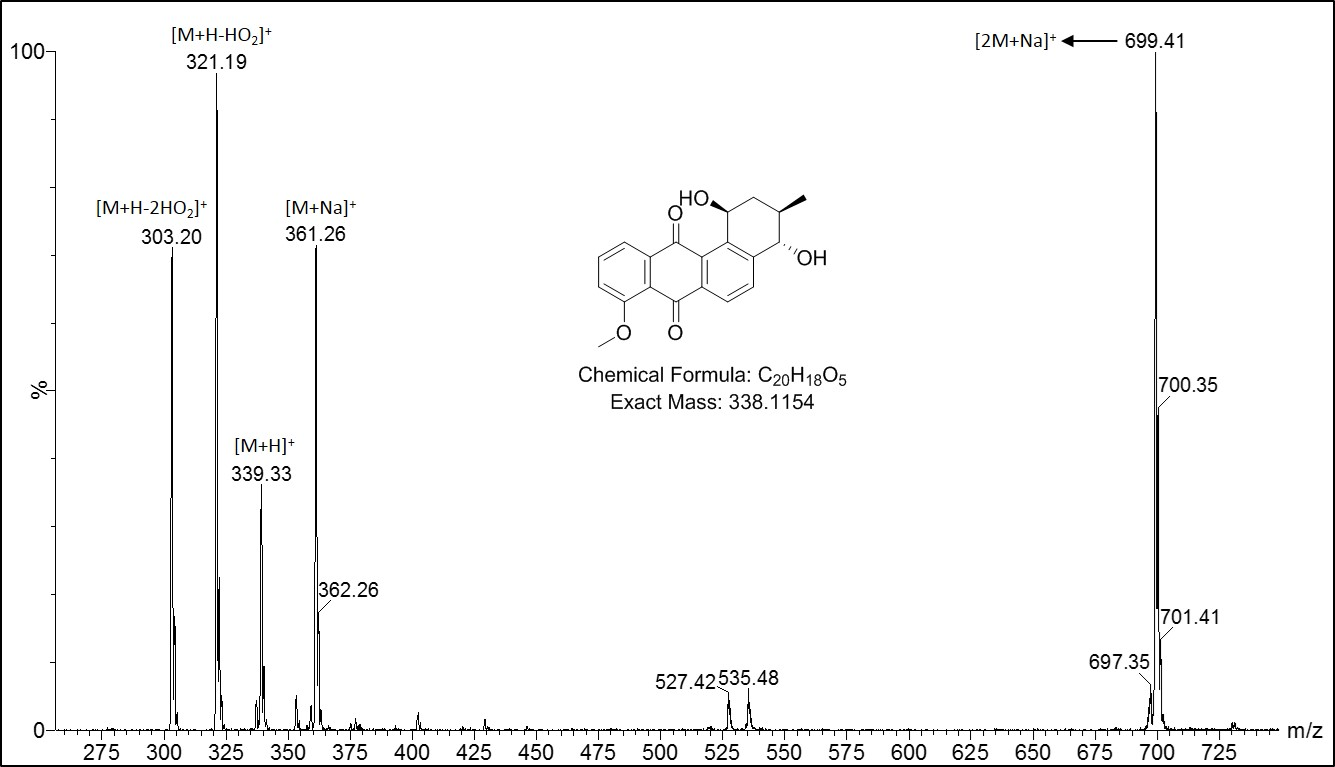 [M+H-HO₂]⁺
100 321.19 [2M+Na]⁺ 699.41
[M+H-2HO₂]⁺ [M+Na]⁺
303.20 361.26
HO
O
OH
O
O
Chemical Formula: C₂₀H₁₈O₅
Exact Mass: 338.1154
% 700.35
[M+H]⁺
339.33
362.26
701.41
697.35
527.42 535.48
0 m/z
275 300 325 350 375 400 425 450 475 500 525 550 575 600 625 650 675 700 725